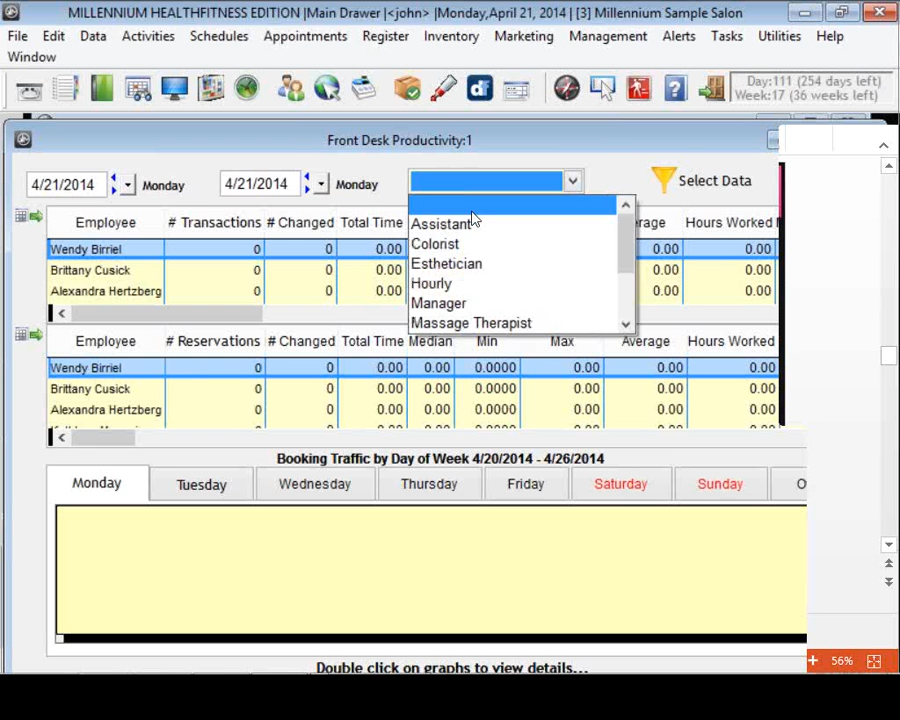 MILLENNIUM HEALTHFITNESS EDITION |Main Drawer |<john> |Monday,April 21, 2014 | [3] Millennium Sample Salon
File Edit Data Activities Schedules Appointments Register Inventory Marketing Management Alerts Tasks Utilities Help
Window
df ?
Day:111 (254 days left)
Week:17 (36 weeks left)
Front Desk Productivity:1
4/21/2014 Monday 4/21/2014 Monday Select Data
Employee # Transactions # Changed Total Time rage Hours Worked
Assistant
Colorist
Esthetician
Hourly
Manager
Massage Therapist
Wendy Birriel 0 0 0.00 0.00 0.00
Brittany Cusick 0 0 0.00 0.00 0.00
Alexandra Hertzberg 0 0 0.00 0.00 0.00
Employee # Reservations # Changed Total Time Median Min Max Average Hours Worked
Wendy Birriel 0 0 0.00 0.00 0.0000 0.00 0.00 0.00
Brittany Cusick 0 0 0.00 0.00 0.0000 0.00 0.00 0.00
Alexandra Hertzberg 0 0 0.00 0.00 0.0000 0.00 0.00 0.00
Booking Traffic by Day of Week 4/20/2014 - 4/26/2014
Monday Tuesday Wednesday Thursday Friday Saturday Sunday O
Double click on graphs to view details...
56%